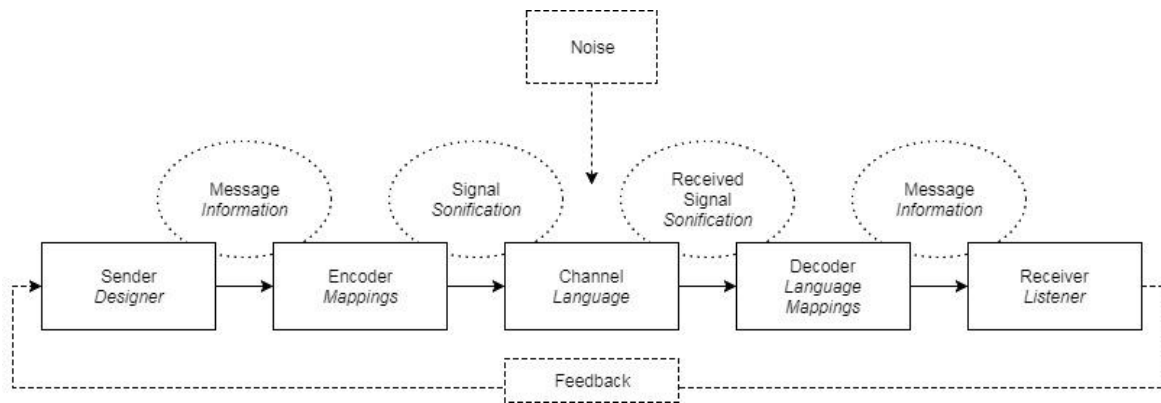 Noise
Message
Information
Signal
Sonification
Received
Signal
Sonification
Message
Information
Sender
Designer
Encoder
Mappings
Channel
Language
Decoder
Language
Mappings
Receiver
Listener
Feedback